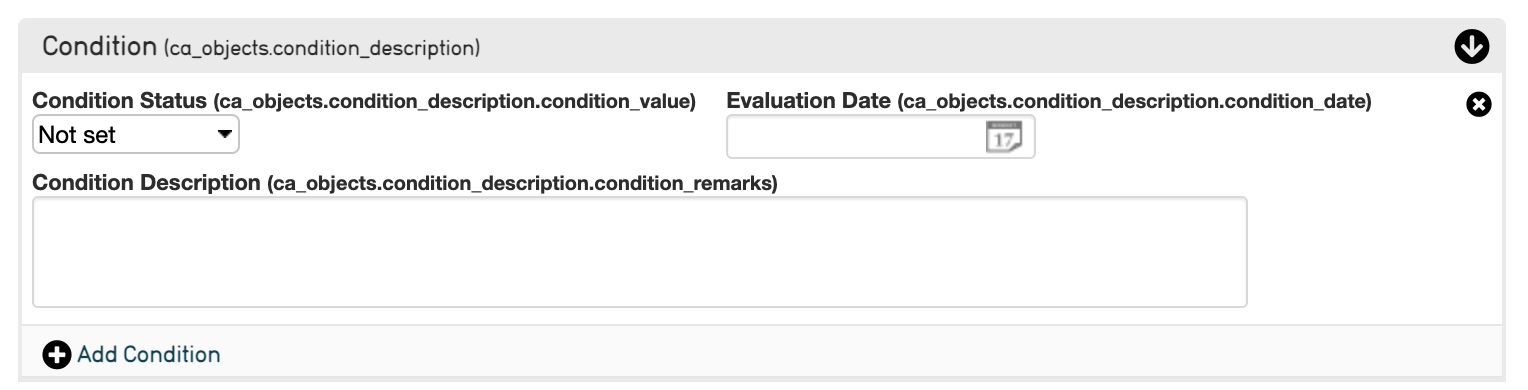 Condition (ca_objects.condition_description)
Condition Status (ca_objects.condition_description.condition_value) Evaluation Date (ca_objects.condition_description.condition_date)
Not set 17
Condition Description (ca_objects.condition_description.condition_remarks)
Add Condition